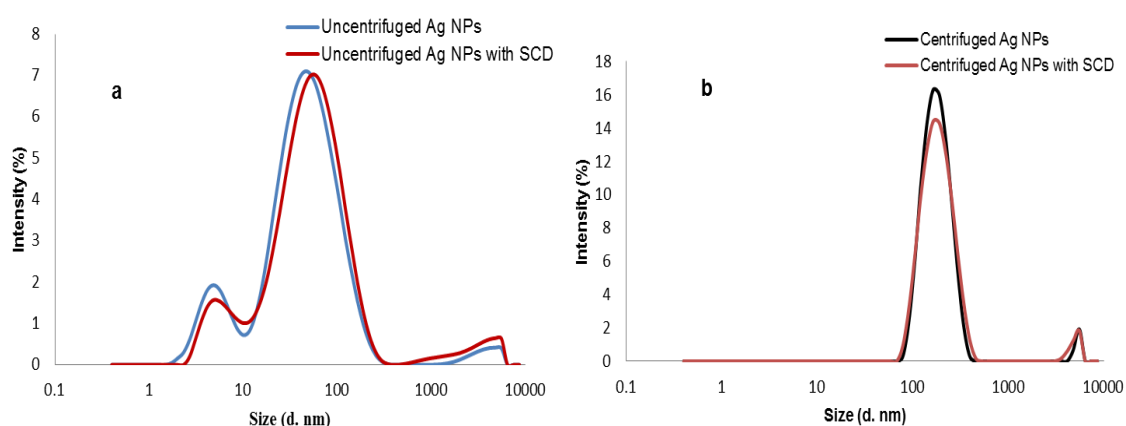 Uncentrifuged Ag NPs
Uncentrifuged Ag NPs with SCD
a
8
7
6
5
4
3
2
1
0
Intensity (%)
0.1 1 10 100 1000 10000
Size (d. nm)
Centrifuged Ag NPs
Centrifuged Ag NPs with SCD
b
18
16
14
12
10
8
6
4
2
0
Intensity (%)
0.1 1 10 100 1000 10000
Size (d. nm)